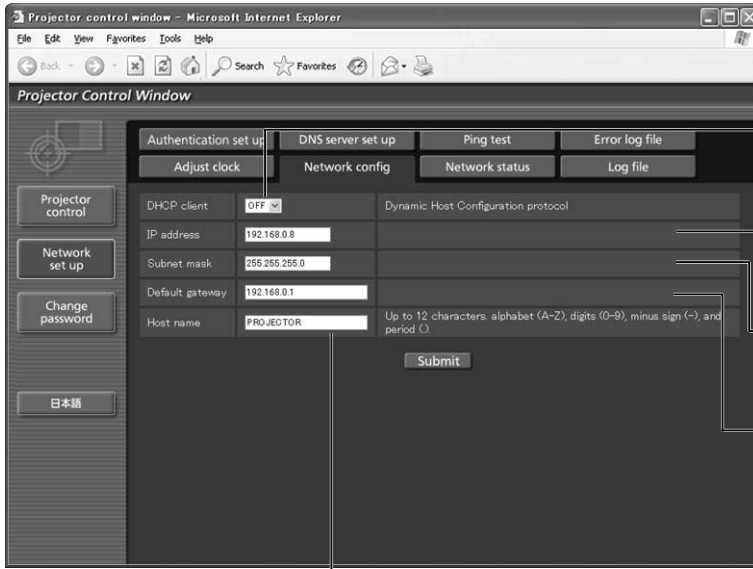 Projector control window - Microsoft Internet Explorer
File Edit View Favorites Tools Help
Back Search Favorites
Projector Control Window
Authentication set up DNS server set up Ping test Error log file
Adjust clock Network config Network status Log file
Projector control
Network set up
Change password
日本語
DHCP client OFF Dynamic Host Configuration protocol
IP address 192.168.0.8
Subnet mask 255.255.255.0
Default gateway 192.168.0.1
Host name PROJECTOR Up to 12 characters. alphabet (A-Z), digits (0-9), minus sign (-), and
period (.).
Submit